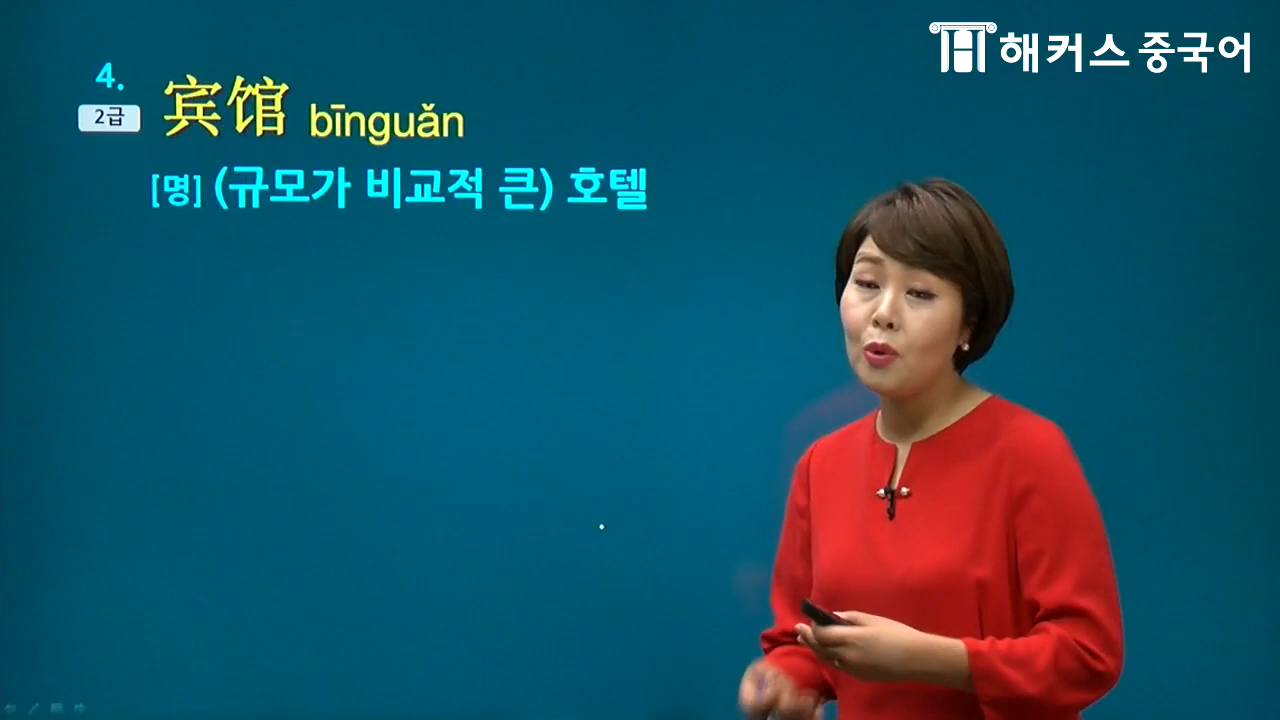 해커스 중국어
4.
2급 宾馆 bīnguǎn
[명] (규모가 비교적 큰) 호텔